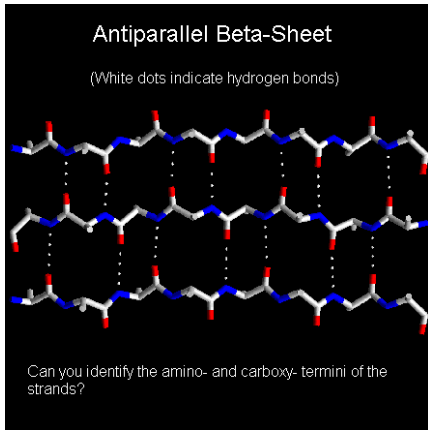 Antiparallel Beta-Sheet
(White dots indicate hydrogen bonds)
Can you identify the amino- and carboxy- termini of the
strands?